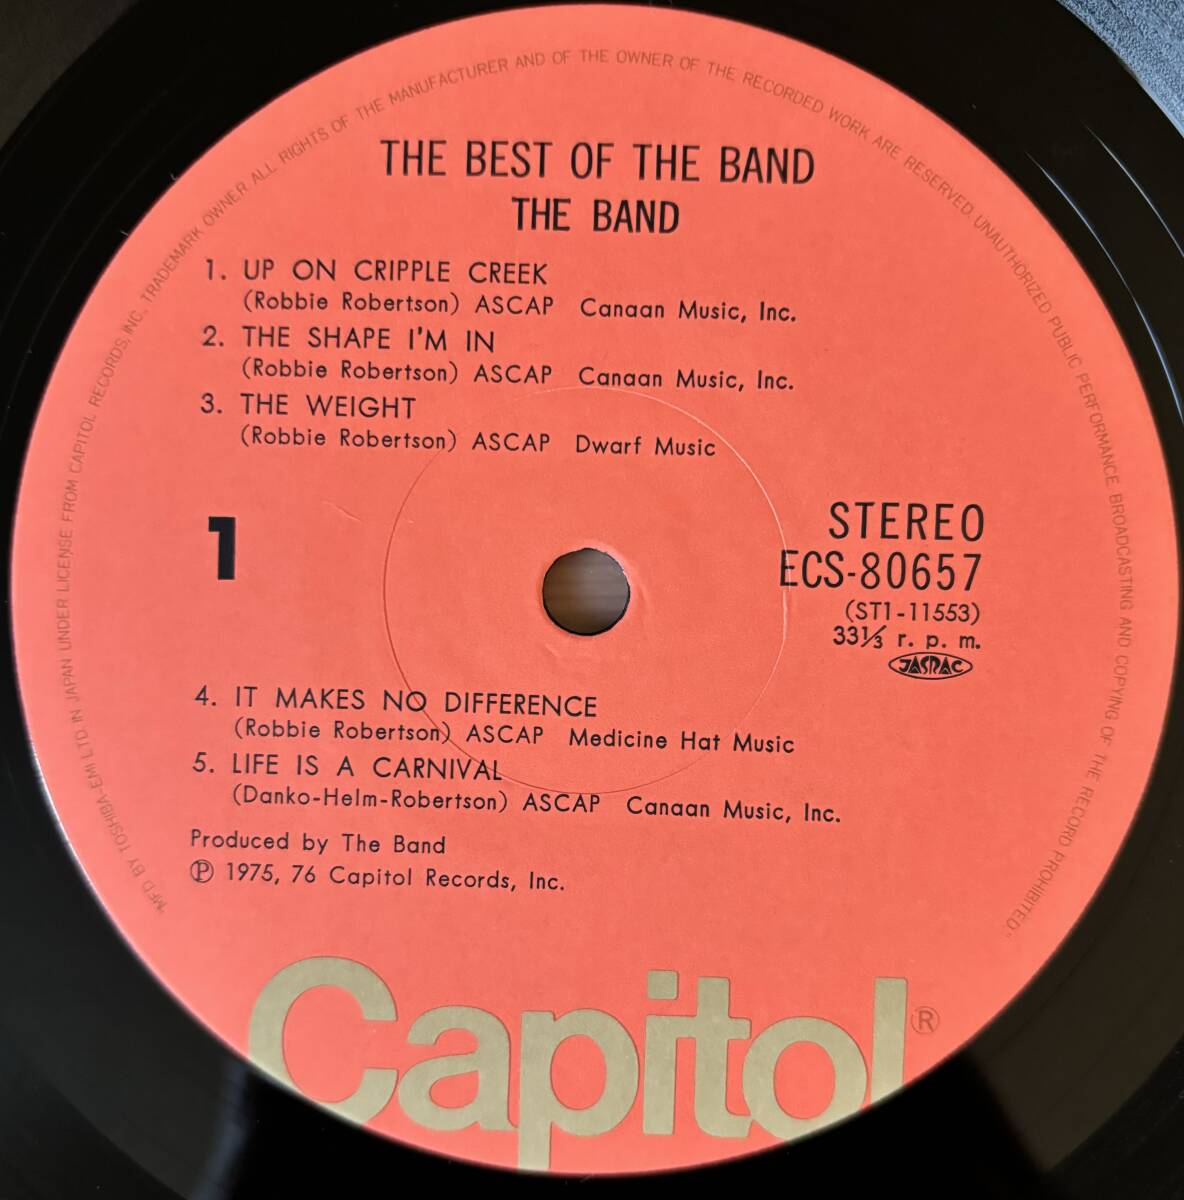 "MFD BY TOSHIBA-EMI LTD IN JAPAN UNDER LICENSE FROM CAPITOL RECORDS, INC., TRADEMARK OWNER ALL RIGHTS OF THE MANUFACTURER AND OF THE OWNER OF THE RECORDED WORK ARE RESERVED, UNAUTHORIZED PUBLIC PERFORMANCE BROADCASTING AND COPYING OF THE RECORD PROHIBITED."
THE BEST OF THE BAND
THE BAND
1. UP ON CRIPPLE CREEK
(Robbie Robertson) ASCAP Canaan Music, Inc.
2. THE SHAPE I'M IN
(Robbie Robertson) ASCAP Canaan Music, Inc.
3. THE WEIGHT
(Robbie Robertson) ASCAP Dwarf Music
1
STEREO
ECS-80657
(ST1-11553)
33⅓ r. p. m.
JASRAC
4. IT MAKES NO DIFFERENCE
(Robbie Robertson) ASCAP Medicine Hat Music
5. LIFE IS A CARNIVAL
(Danko-Helm-Robertson) ASCAP Canaan Music, Inc.
Produced by The Band
℗ 1975, 76 Capitol Records, Inc.
Capitol®